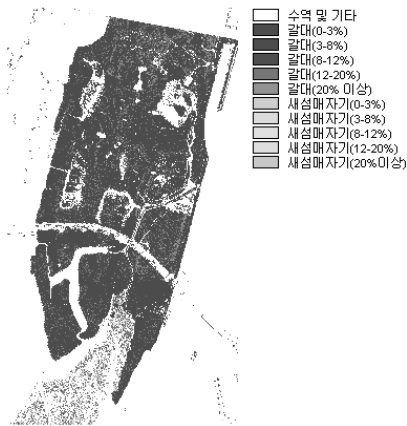 수역 및 기타
갈대(0-3%)
갈대(3-8%)
갈대(8-12%)
갈대(12-20%)
갈대(20% 이상)
새섬매자기(0-3%)
새섬매자기(3-8%)
새섬매자기(8-12%)
새섬매자기(12-20%)
새섬매자기(20%이상)